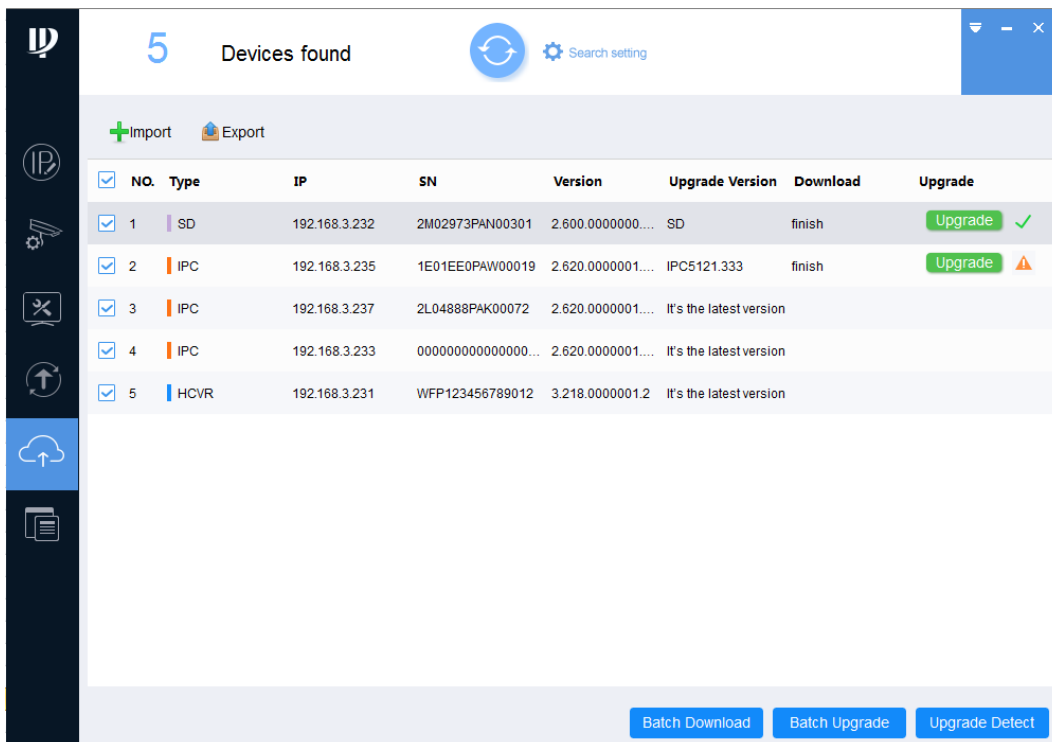 5 Devices found Search setting
Import Export
NO. Type IP SN Version Upgrade Version Download Upgrade
1 SD 192.168.3.232 2M02973PAN00301 2.600.0000000.... SD finish Upgrade
2 IPC 192.168.3.235 1E01EE0PAW00019 2.620.0000001.... IPC5121.333 finish Upgrade
3 IPC 192.168.3.237 2L04888PAK00072 2.620.0000001.... It's the latest version
4 IPC 192.168.3.233 000000000000000... 2.620.0000001.... It's the latest version
5 HCVR 192.168.3.231 WFP123456789012 3.218.0000001.2 It's the latest version
Batch Download Batch Upgrade Upgrade Detect